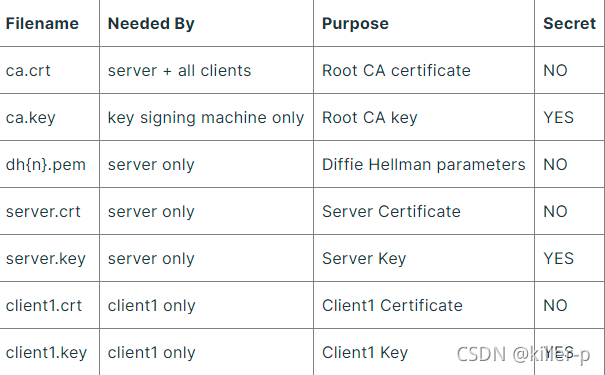 Filename Needed By Purpose Secret
ca.crt server + all clients Root CA certificate NO
ca.key key signing machine only Root CA key YES
dh{n}.pem server only Diffie Hellman parameters NO
server.crt server only Server Certificate NO
server.key server only Server Key YES
client1.crt client1 only Client1 Certificate NO
client1.key client1 only Client1 Key YES
CSDN @killer-p